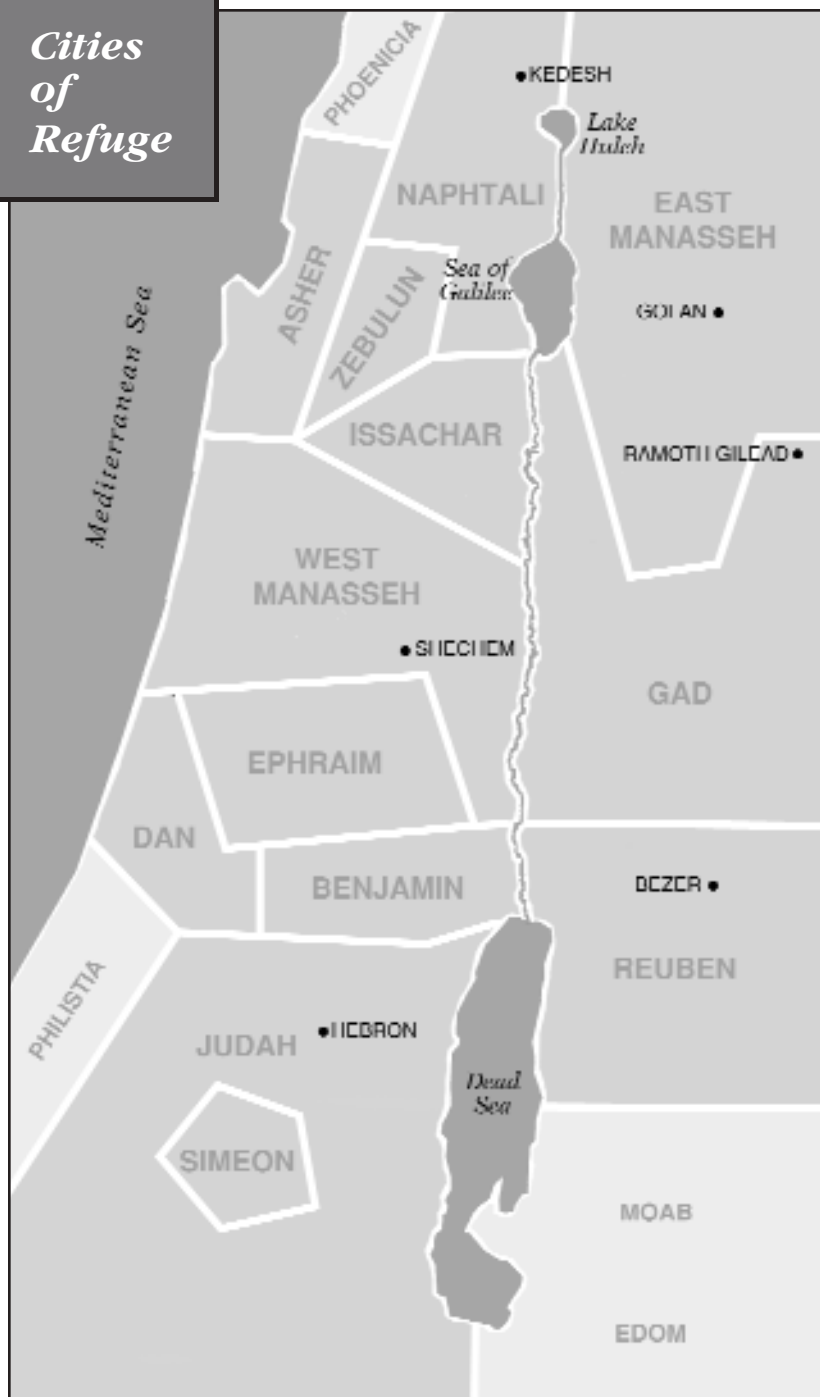 Cities
of
Refuge
PHOENICIA
KEDESH
Lake
Huleh
NAPHTALI
EAST
MANASSEH
ASHER
ZEBULUN
Sea of
Galilee
GOLAN
Mediterranean Sea
ISSACHAR
RAMOTH GILEAD
WEST
MANASSEH
SHECHEM
GAD
EPHRAIM
DAN
BENJAMIN
BEZER
REUBEN
PHILISTIA
JUDAH
HEBRON
Dead
Sea
SIMEON
MOAB
EDOM